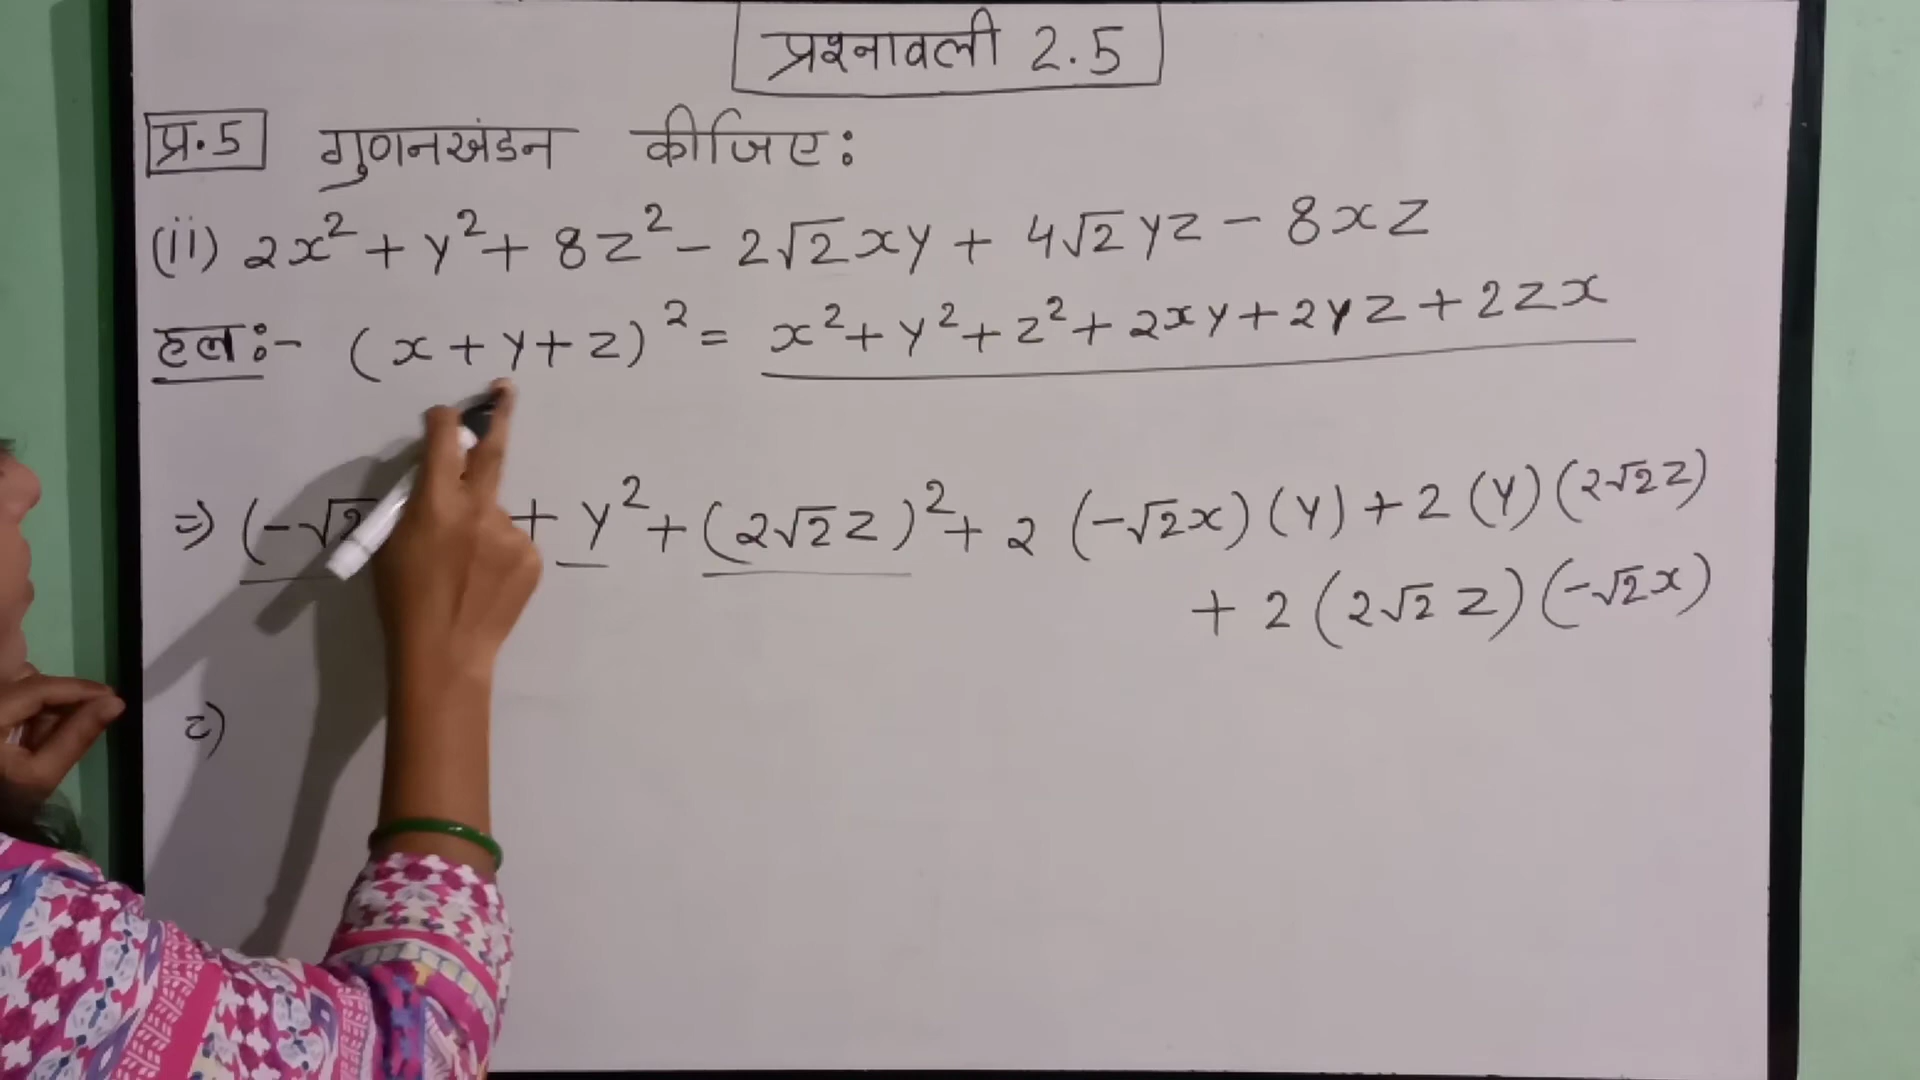 प्रश्नावली 2.5
प्र.5 गुणनखंडन कीजिए:
(ii) 2x² + y² + 8z² - 2√2xy + 4√2yz - 8xz
हल:- (x+y+z)² = x²+y²+z²+2xy+2yz+2zx
⇒ (-√2 + y² + (2√2z)² + 2(-√2x)(y) + 2(y)(2√2z)
+ 2(2√2z)(-√2x)